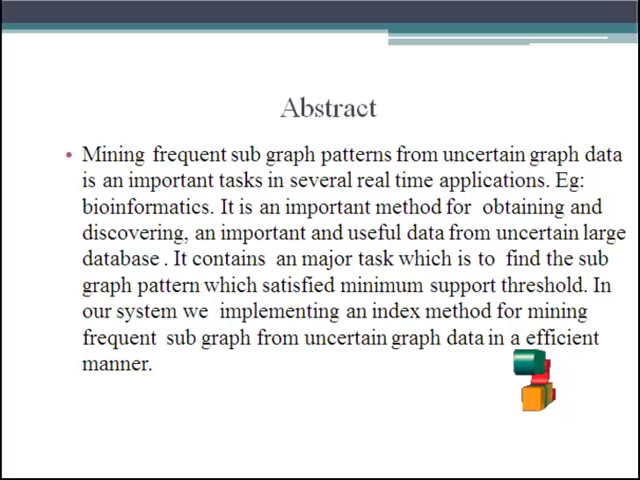 Abstract
• Mining frequent sub graph patterns from uncertain graph data
is an important tasks in several real time applications. Eg:
bioinformatics. It is an important method for obtaining and
discovering, an important and useful data from uncertain large
database . It contains an major task which is to find the sub
graph pattern which satisfied minimum support threshold. In
our system we implementing an index method for mining
frequent sub graph from uncertain graph data in a efficient
manner.